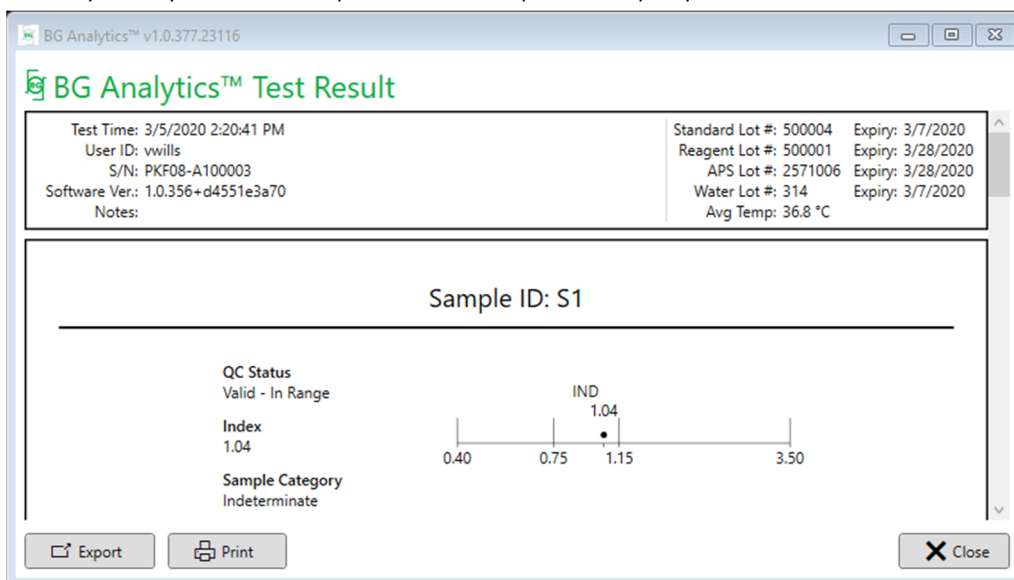 BG Analytics™ v1.0.377.23116
BG Analytics™ Test Result
Test Time: 3/5/2020 2:20:41 PM
User ID: vwills
S/N: PKF08-A100003
Software Ver.: 1.0.356+d4551e3a70
Notes:
Standard Lot #: 500004 Expiry: 3/7/2020
Reagent Lot #: 500001 Expiry: 3/28/2020
APS Lot #: 2571006 Expiry: 3/28/2020
Water Lot #: 314 Expiry: 3/7/2020
Avg Temp: 36.8 °C
Sample ID: S1
QC Status
Valid - In Range
Index
1.04
Sample Category
Indeterminate
IND
1.04
0.40 0.75 1.15 3.50
Export Print Close